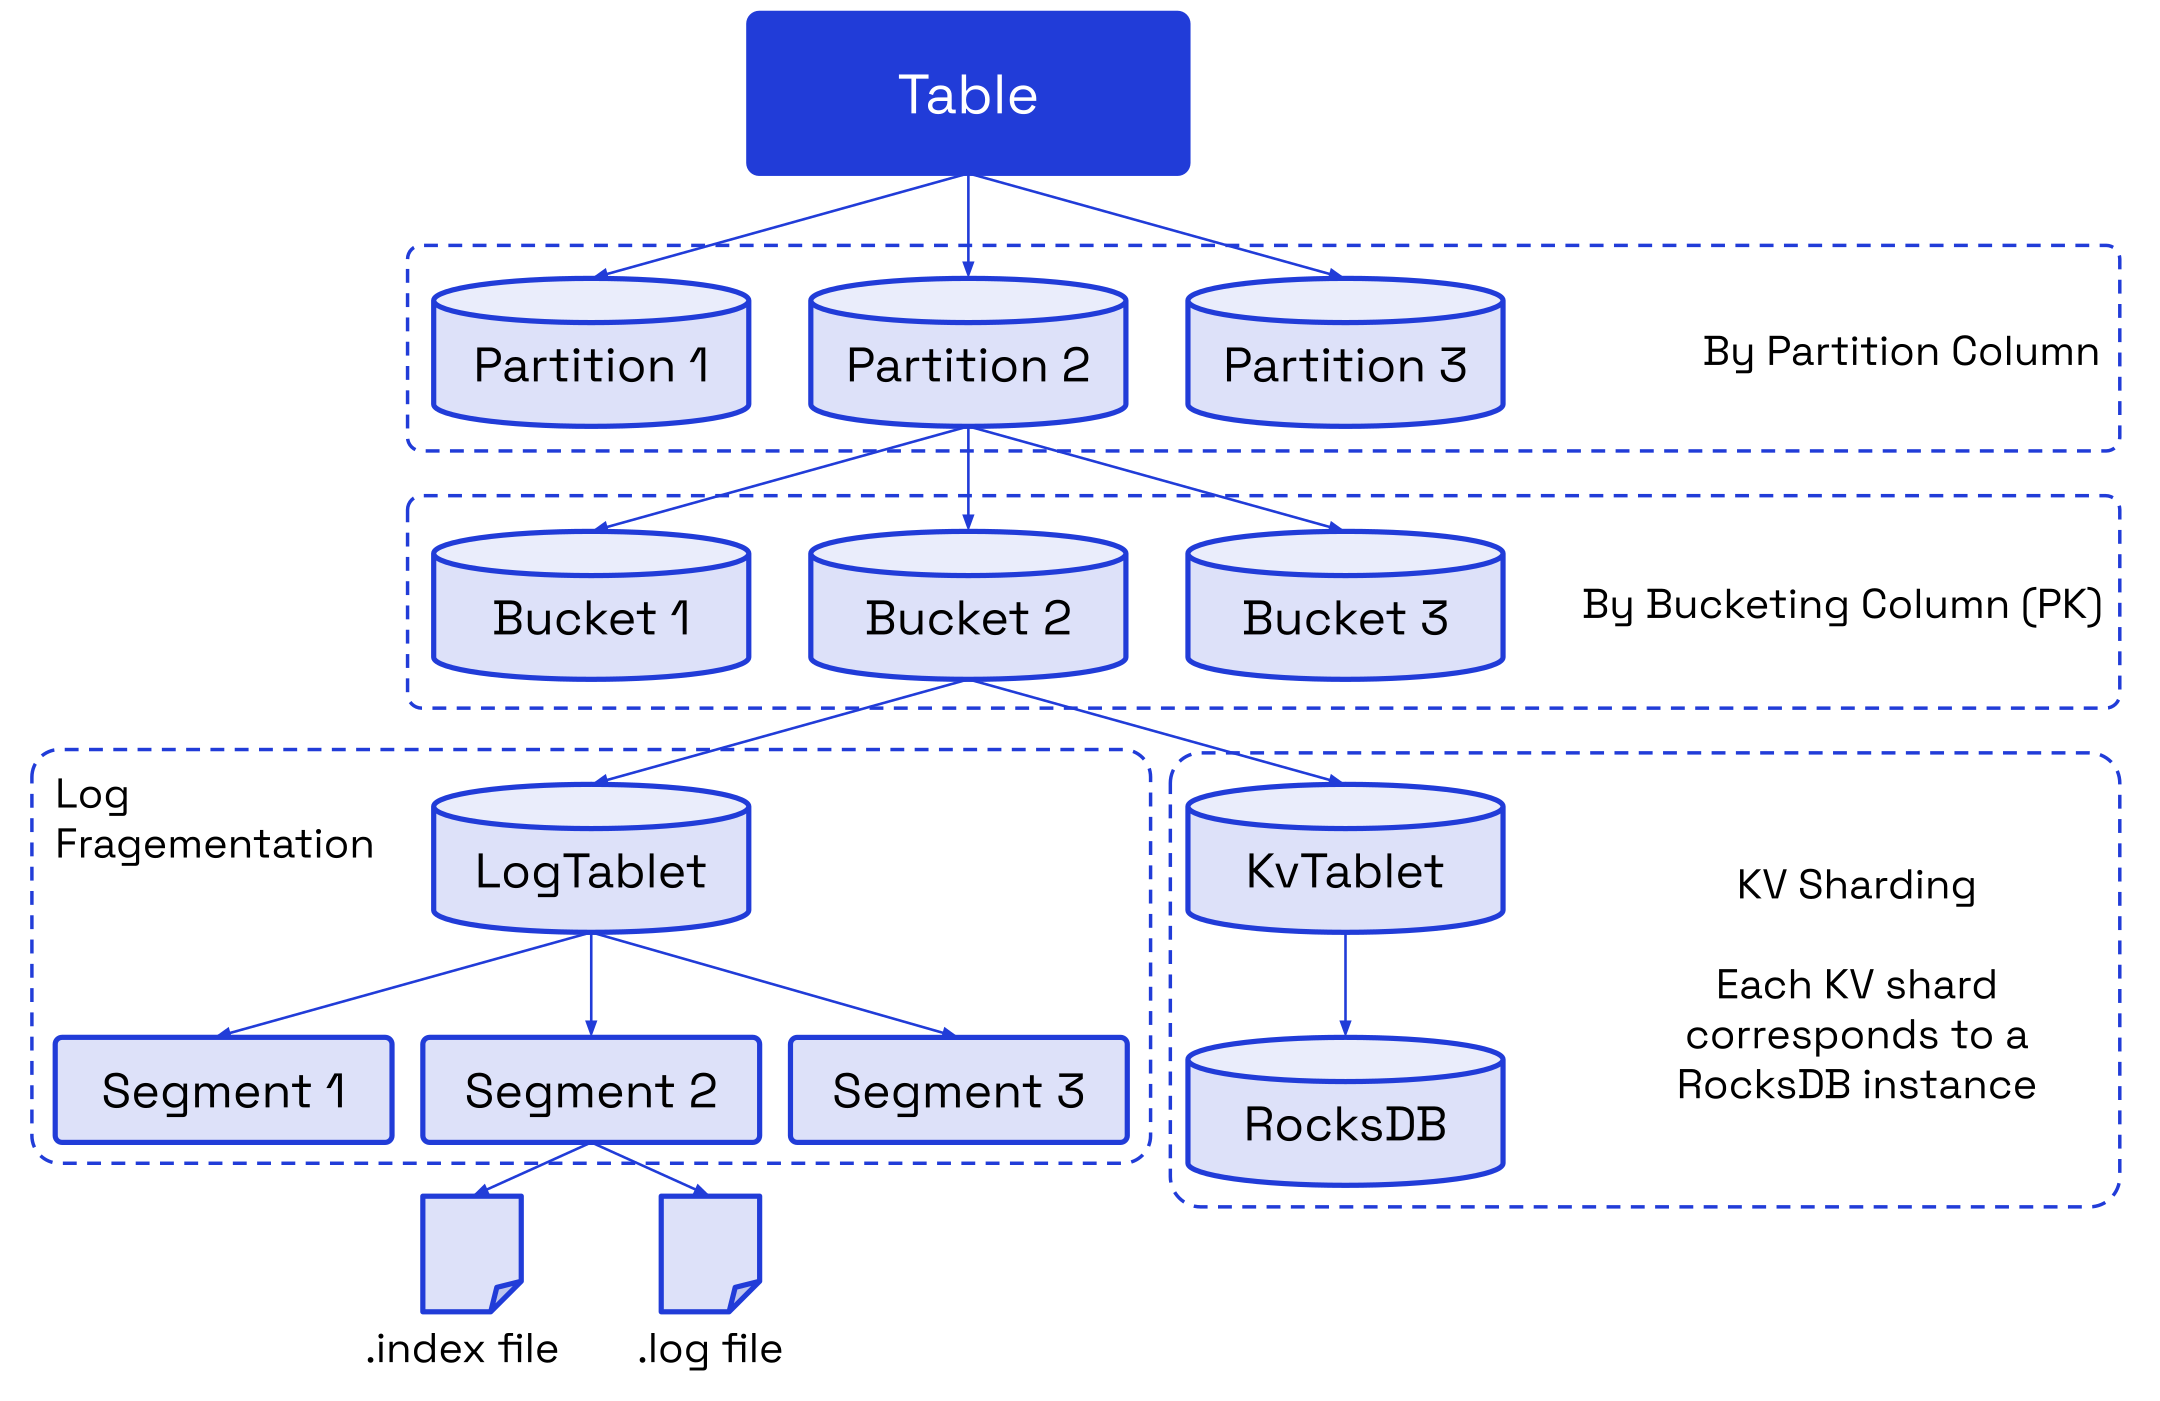 Table
Partition 1
Partition 2
Partition 3
By Partition Column
Bucket 1
Bucket 2
Bucket 3
By Bucketing Column (PK)
Log
Fragementation
LogTablet
KvTablet
KV Sharding
Each KV shard
corresponds to a
RocksDB instance
Segment 1
Segment 2
Segment 3
RocksDB
.index file
.log file